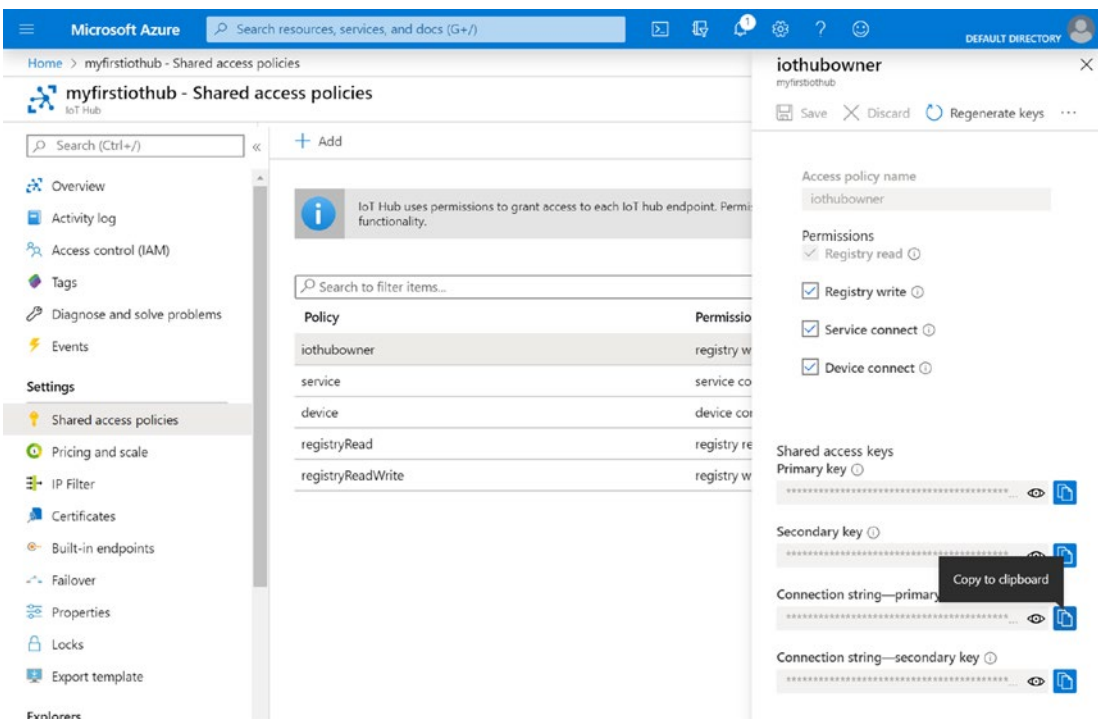 Microsoft Azure
Search resources, services, and docs (G+/)
1
DEFAULT DIRECTORY
Home > myfirstiothub - Shared access policies
myfirstiothub - Shared access policies
IoT Hub
Search (Ctrl+/)
«
Overview
Activity log
Access control (IAM)
Tags
Diagnose and solve problems
Events
Settings
Shared access policies
Pricing and scale
IP Filter
Certificates
Built-in endpoints
Failover
Properties
Locks
Export template
Explorers
+ Add
IoT Hub uses permissions to grant access to each IoT hub endpoint. Permis
functionality.
Search to filter items...
Policy Permissio
iothubowner registry w
service service co
device device con
registryRead registry re
registryReadWrite registry w
iothubowner
myfirstiothub
Save Discard Regenerate keys ...
Access policy name
iothubowner
Permissions
Registry read
Registry write
Service connect
Device connect
Shared access keys
Primary key
Secondary key
Copy to clipboard
Connection string—primary
Connection string—secondary key